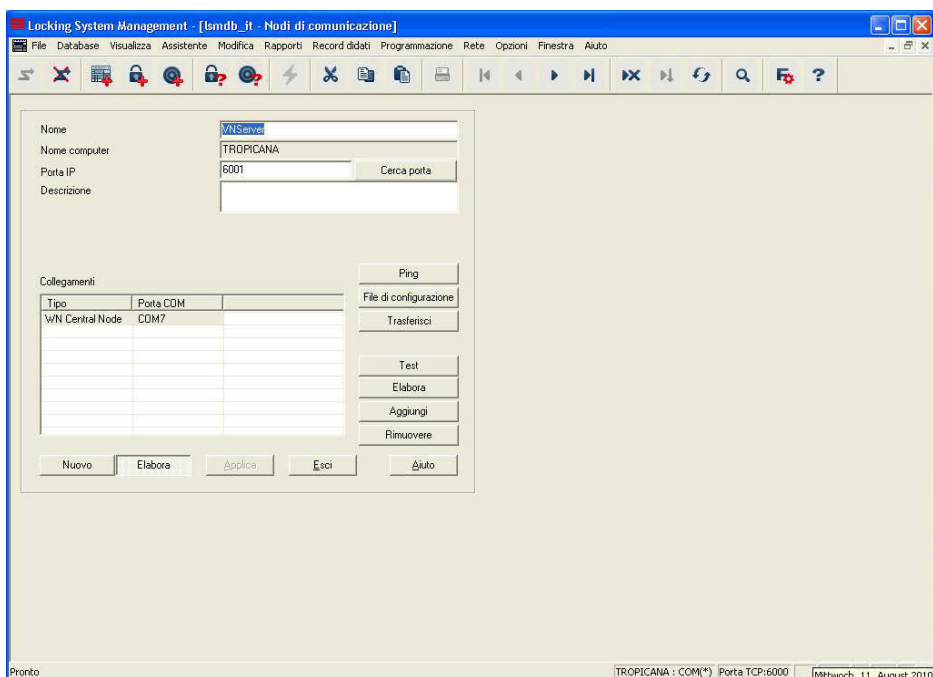 Locking System Management - [lsmdb_it - Nodi di comunicazione]
File Database Visualizza Assistente Modifica Rapporti Record didati Programmazione Rete Opzioni Finestra Aiuto
Nome VNServer
Nome computer TROPICANA
Porta IP 6001 Cerca porta
Descrizione
Ping
Collegamenti
File di configurazione
Tipo Porta COM
WN Central Node COM7
Trasferisci
Test
Elabora
Aggiungi
Rimuovere
Nuovo Elabora Applica Esci Aiuto
Pronto TROPICANA : COM(*) Porta TCP:6000 Mittwoch, 11. August 2010